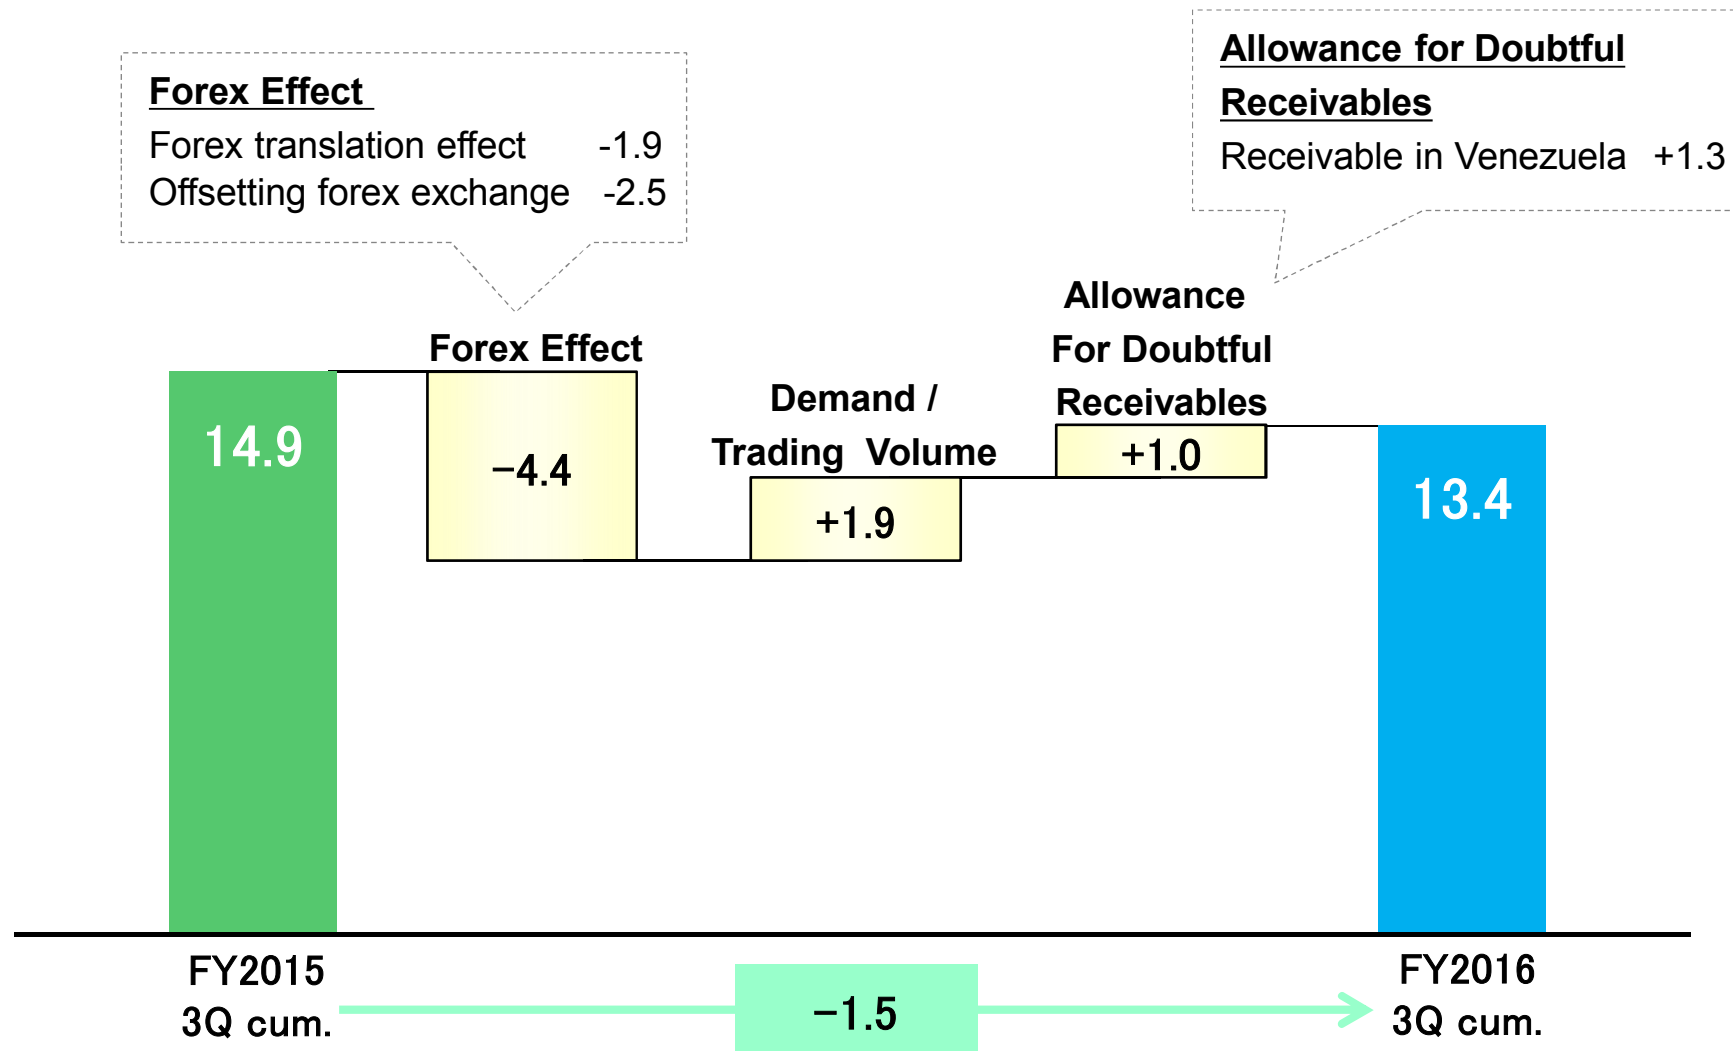 Forex Effect
Forex translation effect -1.9
Offsetting forex exchange -2.5
Allowance for Doubtful
Receivables
Receivable in Venezuela +1.3
Forex Effect
Demand /
Trading Volume
Allowance
For Doubtful
Receivables
14.9
−4.4
+1.9
+1.0
13.4
FY2015
3Q cum.
−1.5
FY2016
3Q cum.